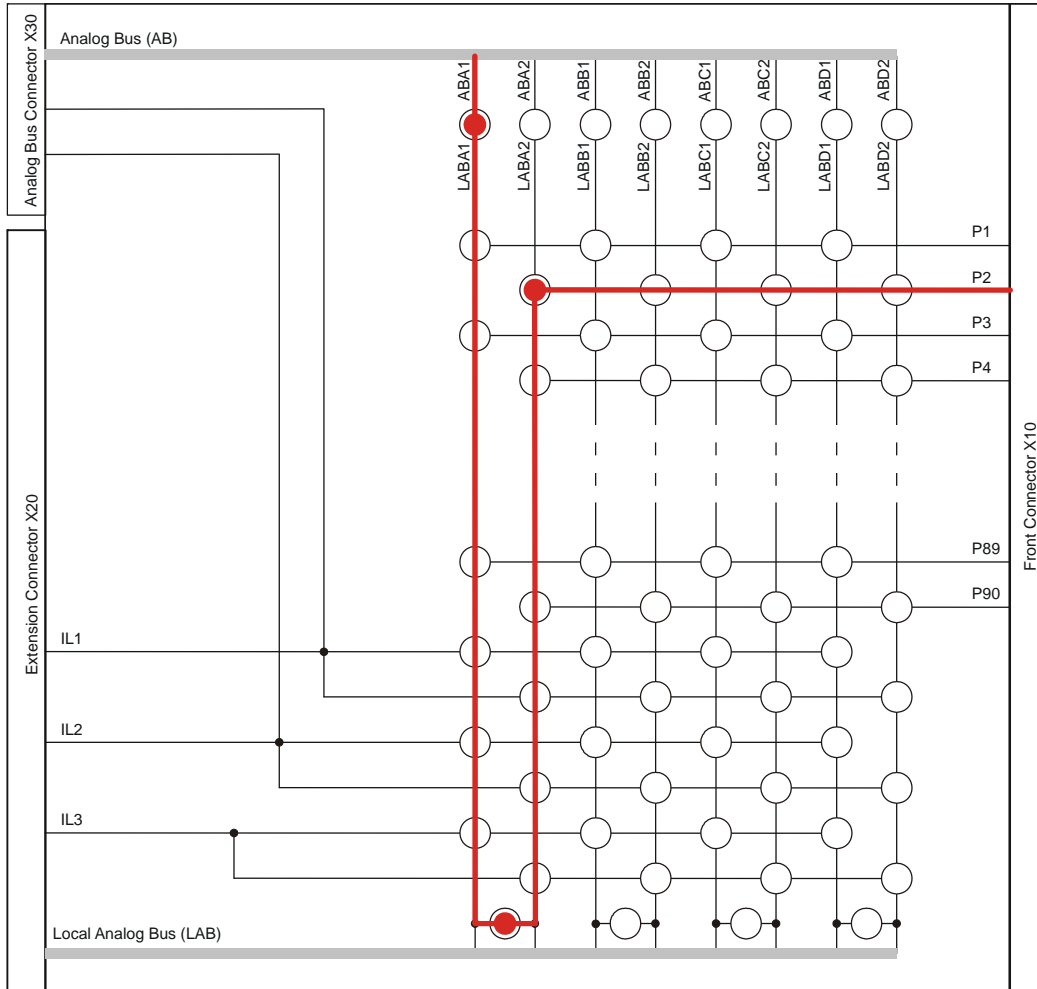 Analog Bus Connector X30
Analog Bus (AB)
ABA1
ABA2
ABB1
ABB2
ABC1
ABC2
ABD1
ABD2
LABA1
LABA2
LABB1
LABB2
LABC1
LABC2
LABD1
LABD2
P1
P2
P3
P4
Front Connector X10
P89
P90
Extension Connector X20
IL1
IL2
IL3
Local Analog Bus (LAB)